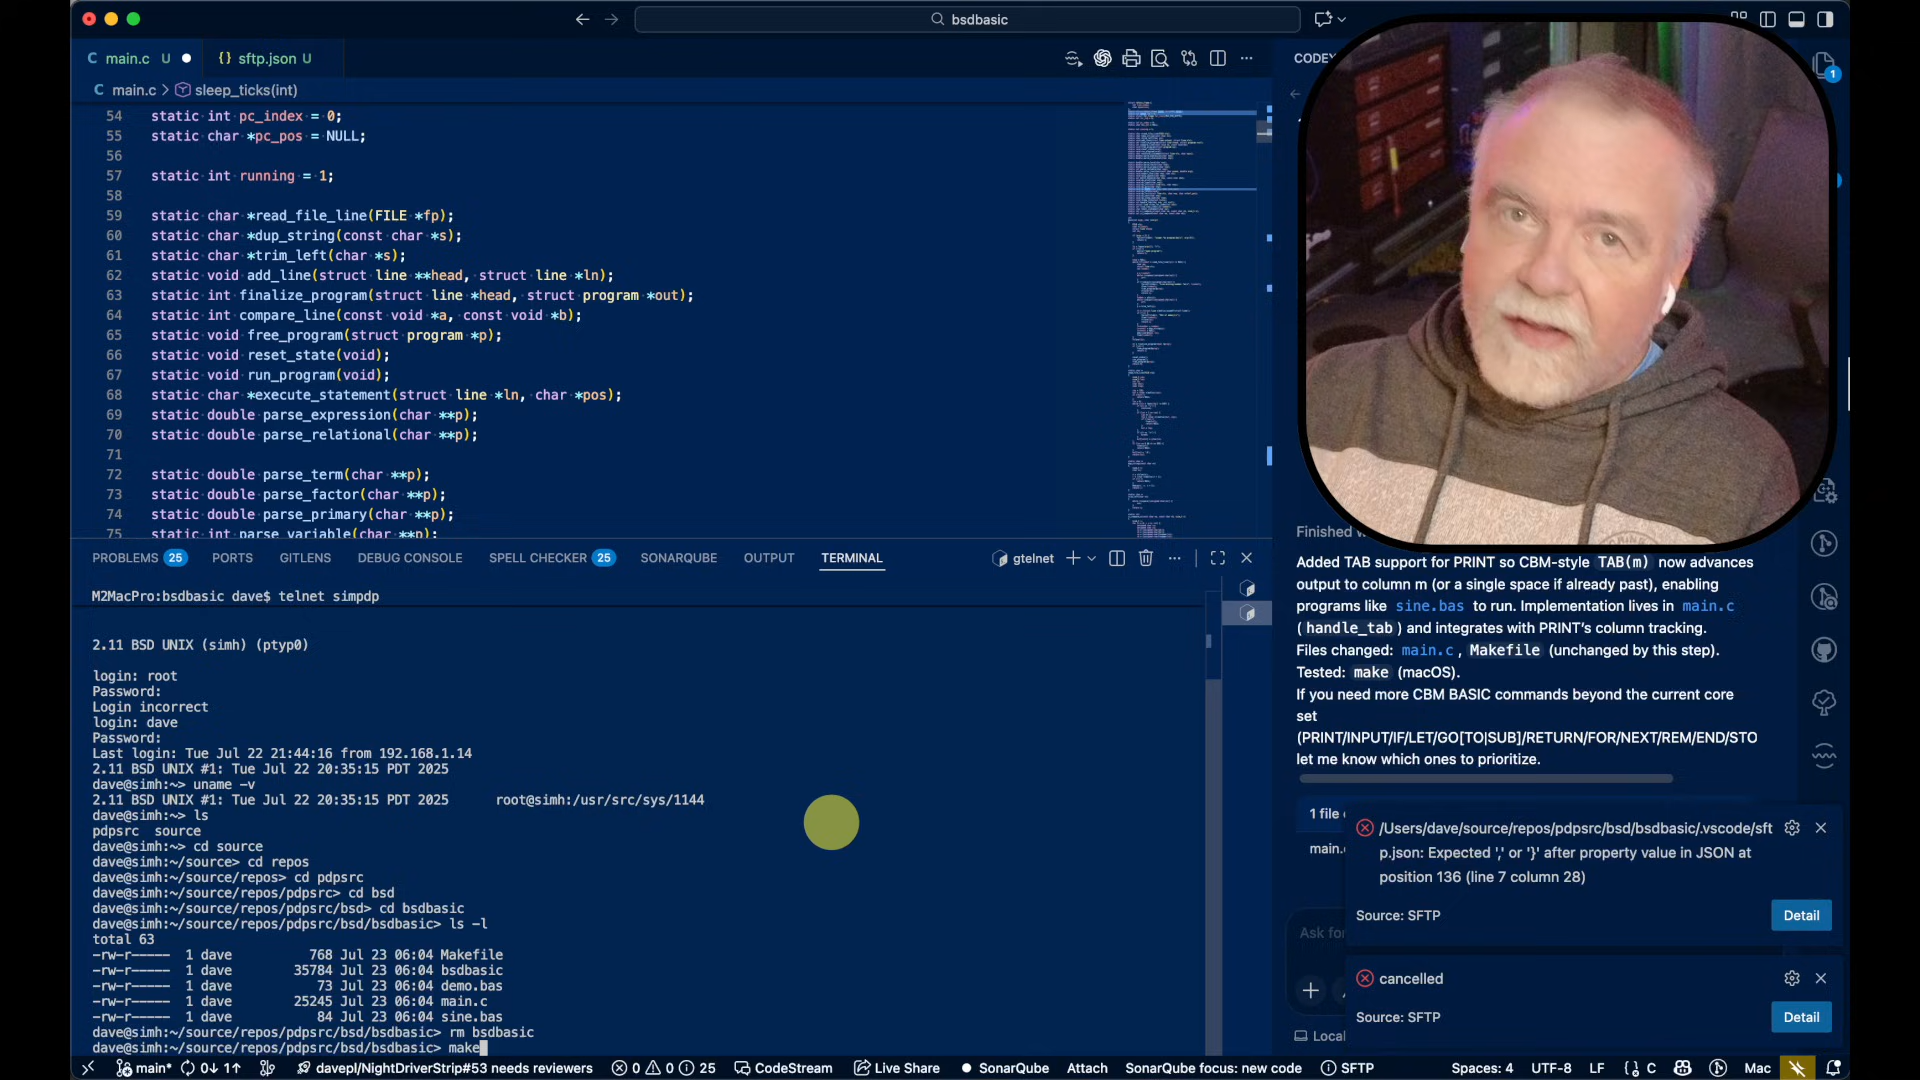 bsdbasic
C main.c U
{} sftp.json U
CODEX
C main.c > sleep_ticks(int)
54 static int pc_index = 0;
55 static char *pc_pos = NULL;
56
57 static int running = 1;
58
59 static char *read_file_line(FILE *fp);
60 static char *dup_string(const char *s);
61 static char *trim_left(char *s);
62 static void add_line(struct line **head, struct line *ln);
63 static int finalize_program(struct line *head, struct program *out);
64 static int compare_line(const void *a, const void *b);
65 static void free_program(struct program *p);
66 static void reset_state(void);
67 static void run_program(void);
68 static char *execute_statement(struct line *ln, char *pos);
69 static double parse_expression(char **p);
70 static double parse_relational(char **p);
71
72 static double parse_term(char **p);
73 static double parse_factor(char **p);
74 static double parse_primary(char **p);
75 static int parse_variable(char **p);
PROBLEMS 25 PORTS GITLENS DEBUG CONSOLE SPELL CHECKER 25 SONARQUBE OUTPUT TERMINAL gtelnet
M2MacPro:bsdbasic dave$ telnet simpdp
2.11 BSD UNIX (simh) (ptyp0)
login: root
Password:
Login incorrect
login: dave
Password:
Last login: Tue Jul 22 21:44:16 from 192.168.1.14
2.11 BSD UNIX #1: Tue Jul 22 20:35:15 PDT 2025
dave@simh:~> uname -v
2.11 BSD UNIX #1: Tue Jul 22 20:35:15 PDT 2025 root@simh:/usr/src/sys/1144
dave@simh:~> ls
pdpsrc source
dave@simh:~> cd source
dave@simh:~/source> cd repos
dave@simh:~/source/repos> cd pdpsrc
dave@simh:~/source/repos/pdpsrc> cd bsd
dave@simh:~/source/repos/pdpsrc/bsd> cd bsdbasic
dave@simh:~/source/repos/pdpsrc/bsd/bsdbasic> ls -l
total 63
-rw-r----- 1 dave 768 Jul 23 06:04 Makefile
-rw-r----- 1 dave 35784 Jul 23 06:04 bsdbasic
-rw-r----- 1 dave 73 Jul 23 06:04 demo.bas
-rw-r----- 1 dave 25245 Jul 23 06:04 main.c
-rw-r----- 1 dave 84 Jul 23 06:04 sine.bas
dave@simh:~/source/repos/pdpsrc/bsd/bsdbasic> rm bsdbasic
dave@simh:~/source/repos/pdpsrc/bsd/bsdbasic> make
1
Finished
Added TAB support for PRINT so CBM-style TAB(m) now advances
output to column m (or a single space if already past), enabling
programs like sine.bas to run. Implementation lives in main.c
(handle_tab) and integrates with PRINT's column tracking.
Files changed: main.c, Makefile (unchanged by this step).
Tested: make (macOS).
If you need more CBM BASIC commands beyond the current core
set
(PRINT/INPUT/IF/LET/GO[TO|SUB]/RETURN/FOR/NEXT/REM/END/STO
let me know which ones to prioritize.
1 file
main.
/Users/dave/source/repos/pdpsrc/bsd/bsdbasic/.vscode/sft
p.json: Expected ',' or '}' after property value in JSON at
position 136 (line 7 column 28)
Source: SFTP
Detail
Ask for
cancelled
Source: SFTP
Detail
Local
main* 0↓ 1↑ davepl/NightDriverStrip#53 needs reviewers 0 0 25 CodeStream Live Share SonarQube Attach SonarQube focus: new code SFTP Spaces: 4 UTF-8 LF {} C Mac